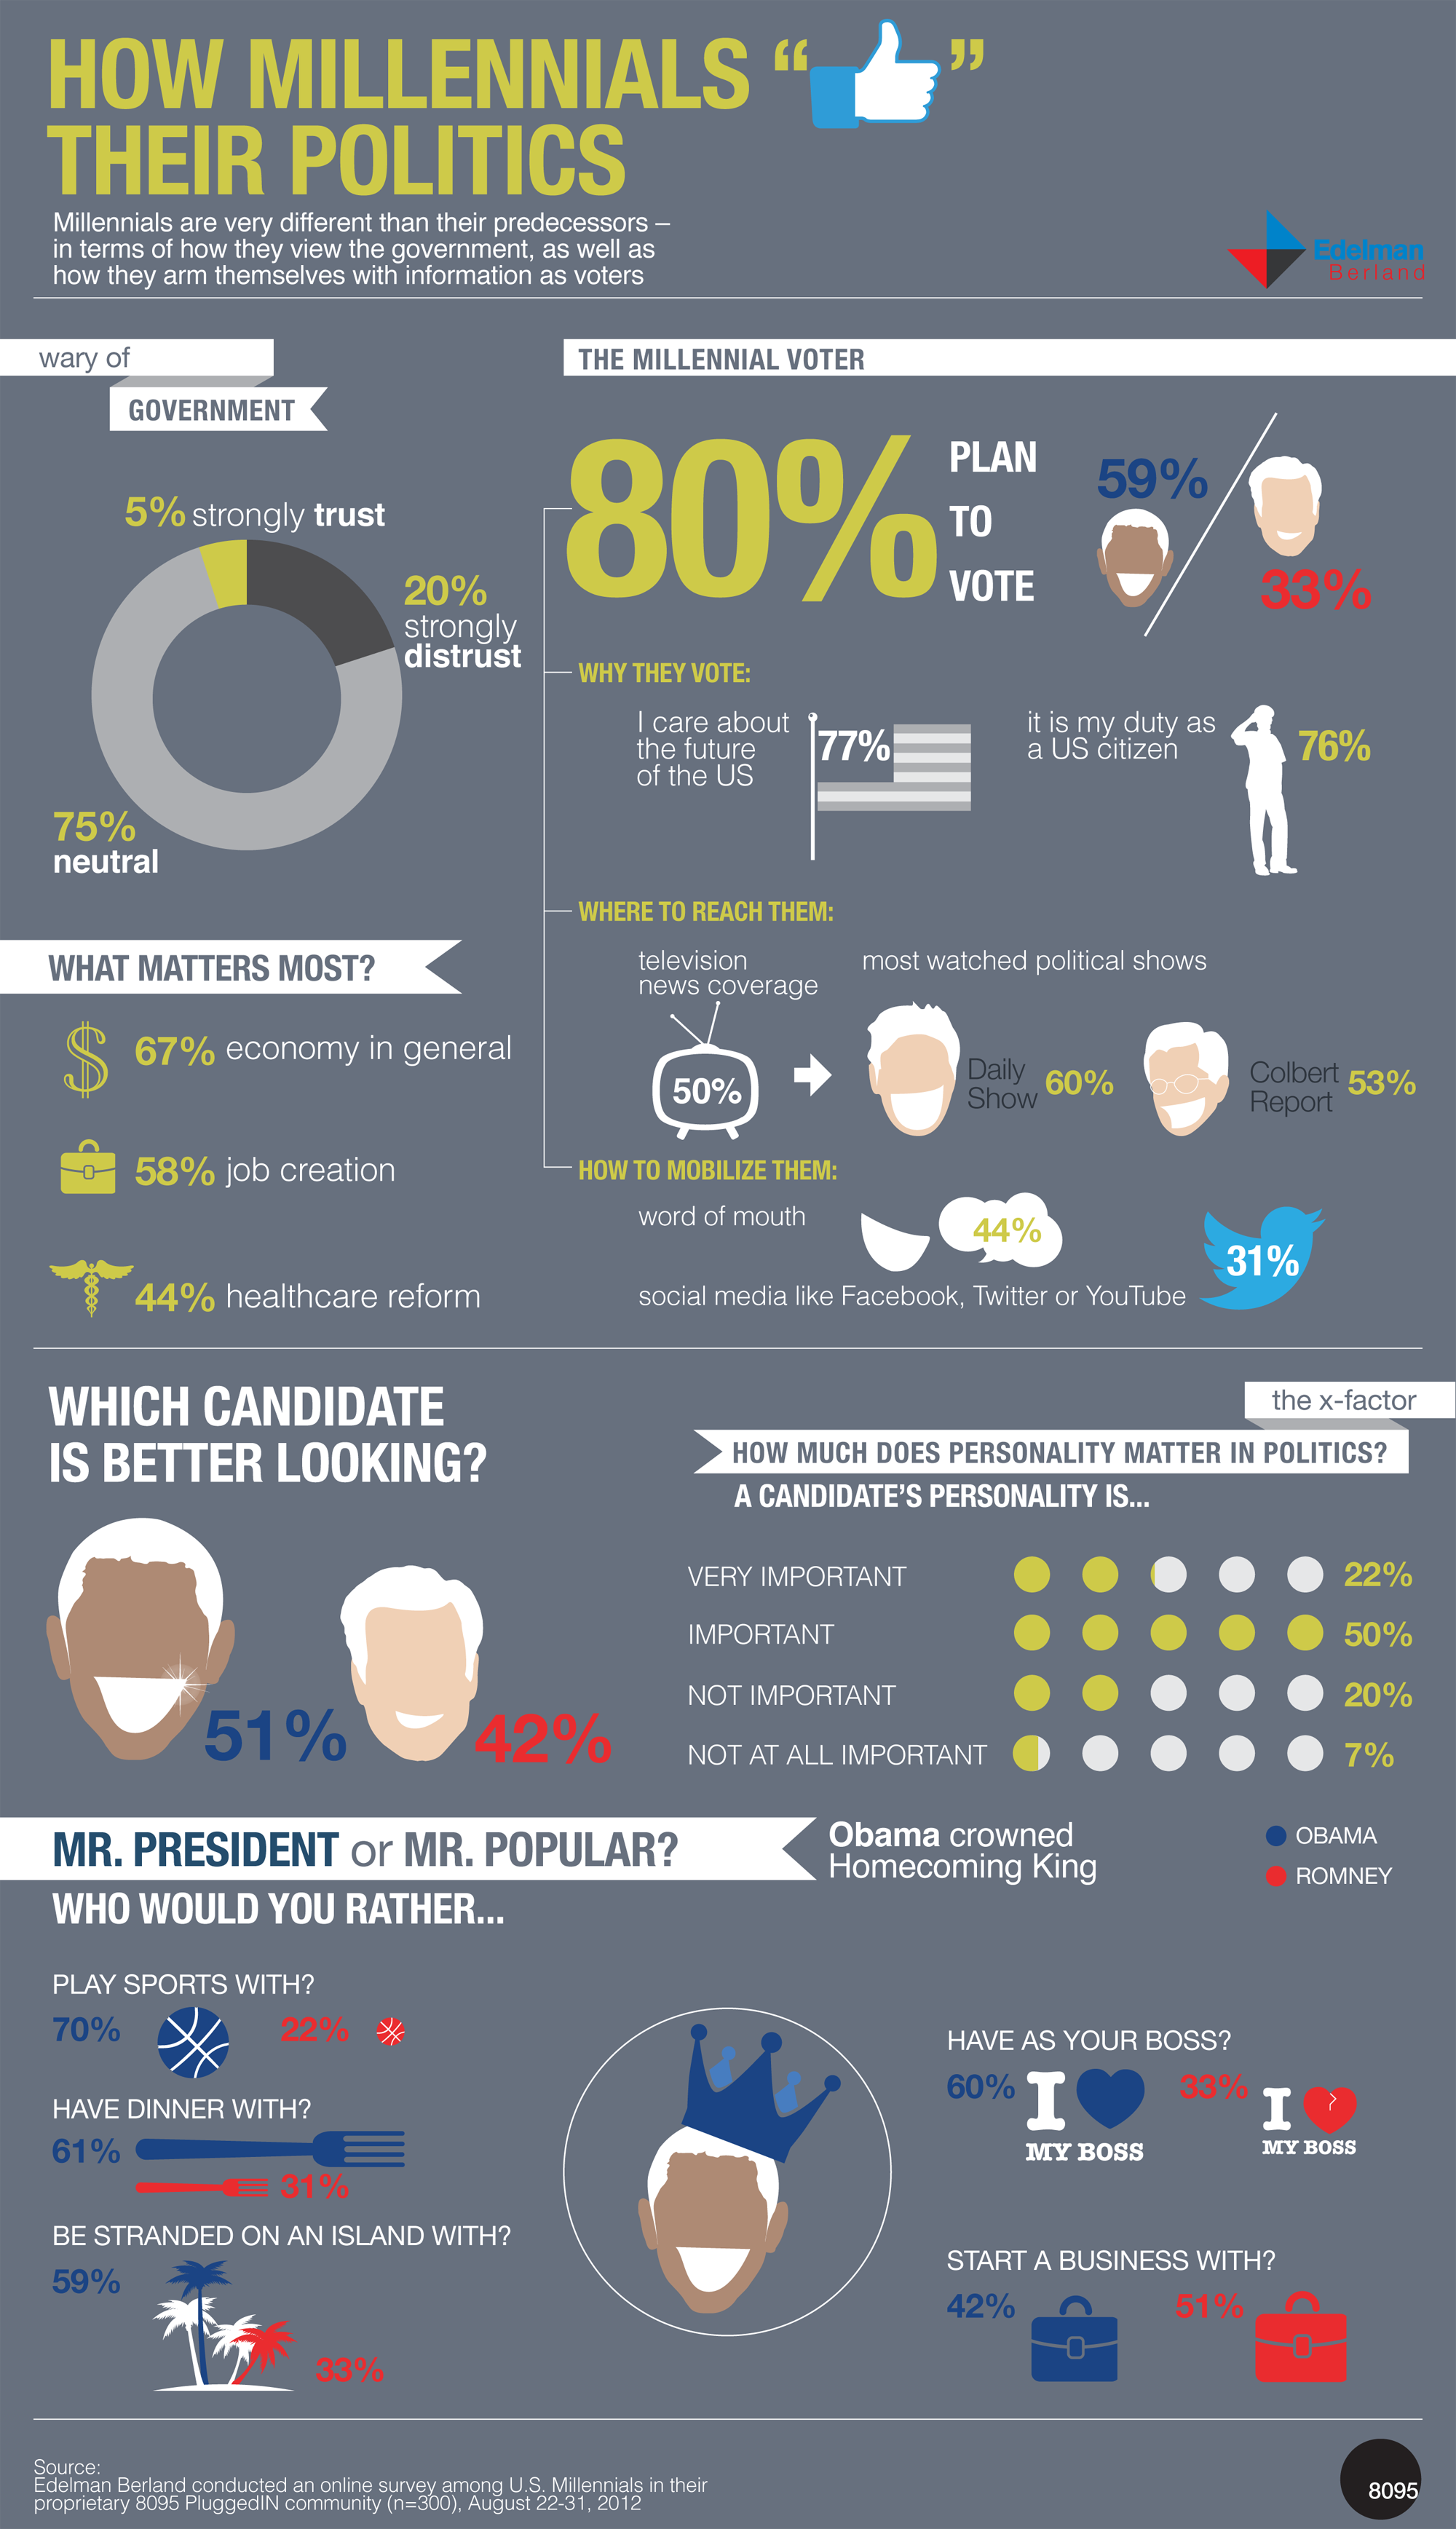 HOW MILLENNIALS “ ”
THEIR POLITICS
Millennials are very different than their predecessors –
in terms of how they view the government, as well as
how they arm themselves with information as voters
Edelman
Berland
wary of
GOVERNMENT
5% strongly trust
20%
strongly
distrust
75%
neutral
WHAT MATTERS MOST?
67% economy in general
58% job creation
44% healthcare reform
THE MILLENNIAL VOTER
80%
PLAN
TO
VOTE
59%
33%
WHY THEY VOTE:
I care about
the future
of the US
77%
it is my duty as
a US citizen
76%
WHERE TO REACH THEM:
television
news coverage
50%
most watched political shows
Daily
Show
60%
Colbert
Report
53%
HOW TO MOBILIZE THEM:
word of mouth
44%
social media like Facebook, Twitter or YouTube
31%
WHICH CANDIDATE
IS BETTER LOOKING?
51%
42%
the x-factor
HOW MUCH DOES PERSONALITY MATTER IN POLITICS?
A CANDIDATE’S PERSONALITY IS...
VERY IMPORTANT 22%
IMPORTANT 50%
NOT IMPORTANT 20%
NOT AT ALL IMPORTANT 7%
MR. PRESIDENT or MR. POPULAR?
Obama crowned
Homecoming King
OBAMA
ROMNEY
WHO WOULD YOU RATHER...
PLAY SPORTS WITH?
70% 22%
HAVE DINNER WITH?
61%
31%
BE STRANDED ON AN ISLAND WITH?
59%
33%
HAVE AS YOUR BOSS?
60% I
MY BOSS
33% I
MY BOSS
START A BUSINESS WITH?
42% 51%
Source:
Edelman Berland conducted an online survey among U.S. Millennials in their
proprietary 8095 PluggedIN community (n=300), August 22-31, 2012
8095